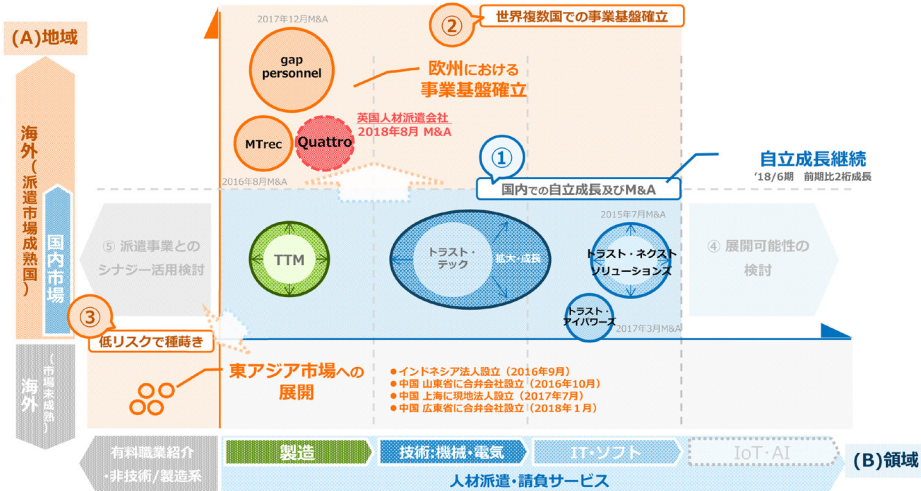 (A)地域
海外(派遣市場成熟国)
国内市場
海外
(市場未成熟)
2017年12月M&A
gap
personnel
MTrec
2016年8月M&A
Quattro
英国人材派遣会社
2018年8月 M&A
欧州における
事業基盤確立
②
世界複数国での事業基盤確立
①
国内での自立成長及びM&A
自立成長継続
‘18/6期　前期比2桁成長
⑤ 派遣事業との
シナジー活用検討
TTM
トラスト・
テック
拡大・成長
2015年7月M&A
トラスト・ネクスト
ソリューションズ
トラスト・
アイパワーズ
2017年3月M&A
④ 展開可能性の
検討
③
低リスクで種蒔き
東アジア市場への
展開
●インドネシア法人設立（2016年9月）
●中国 山東省に合弁会社設立（2016年10月）
●中国 上海に現地法人設立（2017年7月）
●中国 広東省に合弁会社設立（2018年１月）
有料職業紹介
・非技術/製造系
製造
技術:機械・電気
IT・ソフト
IoT・AI
(B)領域
人材派遣・請負サービス